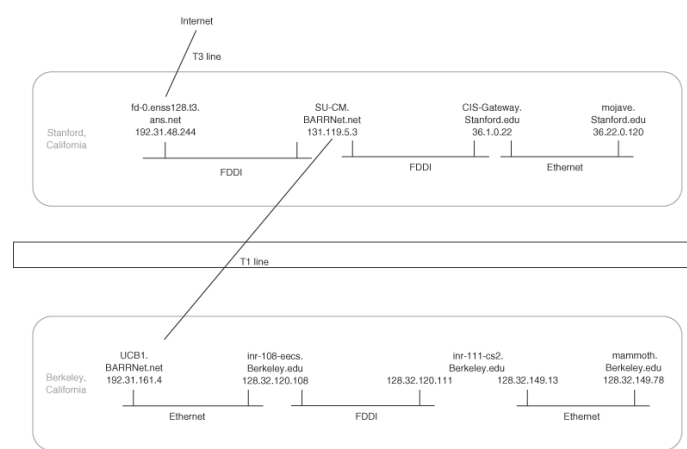 Internet
T3 line
fd-0.enss128.t3.
ans.net
192.31.48.244
SU-CM.
BARRNet.net
131.119.5.3
CIS-Gateway.
Stanford.edu
36.1.0.22
mojave.
Stanford.edu
36.22.0.120
Stanford,
California
FDDI
FDDI
Ethernet
T1 line
UCB1.
BARRNet.net
192.31.161.4
inr-108-eecs.
Berkeley.edu
128.32.120.108
inr-111-cs2.
Berkeley.edu
128.32.120.111
128.32.149.13
mammoth.
Berkeley.edu
128.32.149.78
Berkeley,
California
Ethernet
FDDI
Ethernet